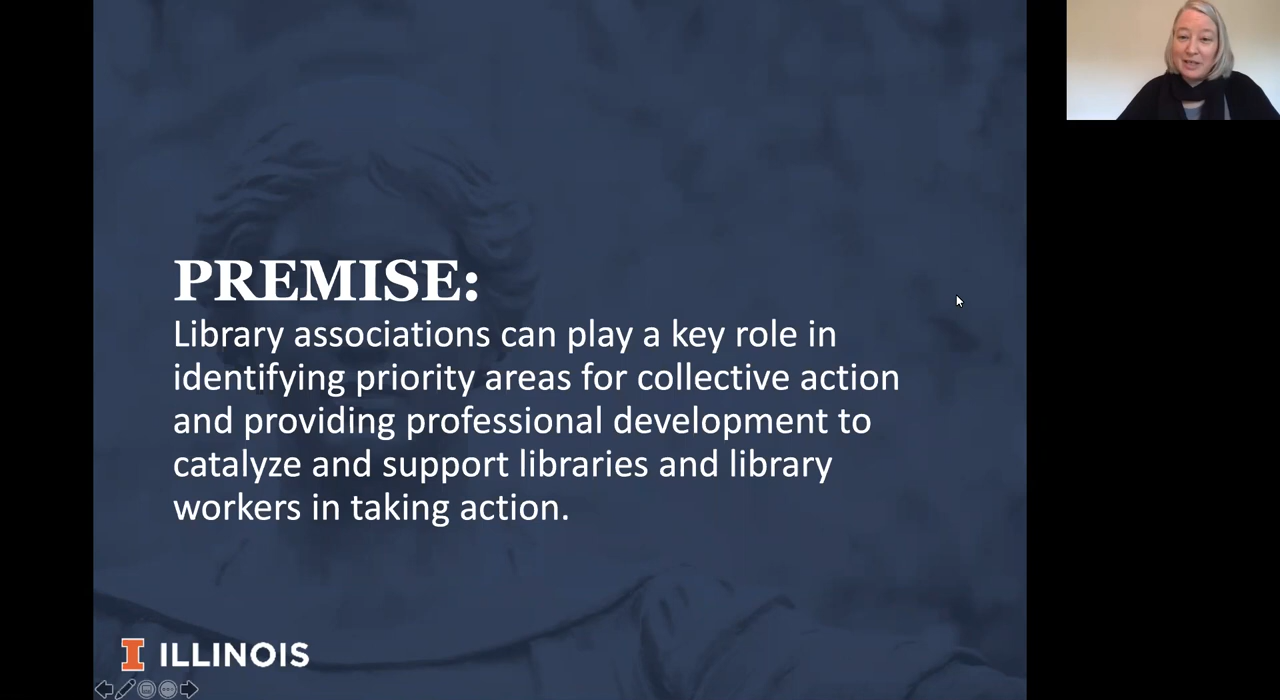 PREMISE:
Library associations can play a key role in
identifying priority areas for collective action
and providing professional development to
catalyze and support libraries and library
workers in taking action.
I ILLINOIS